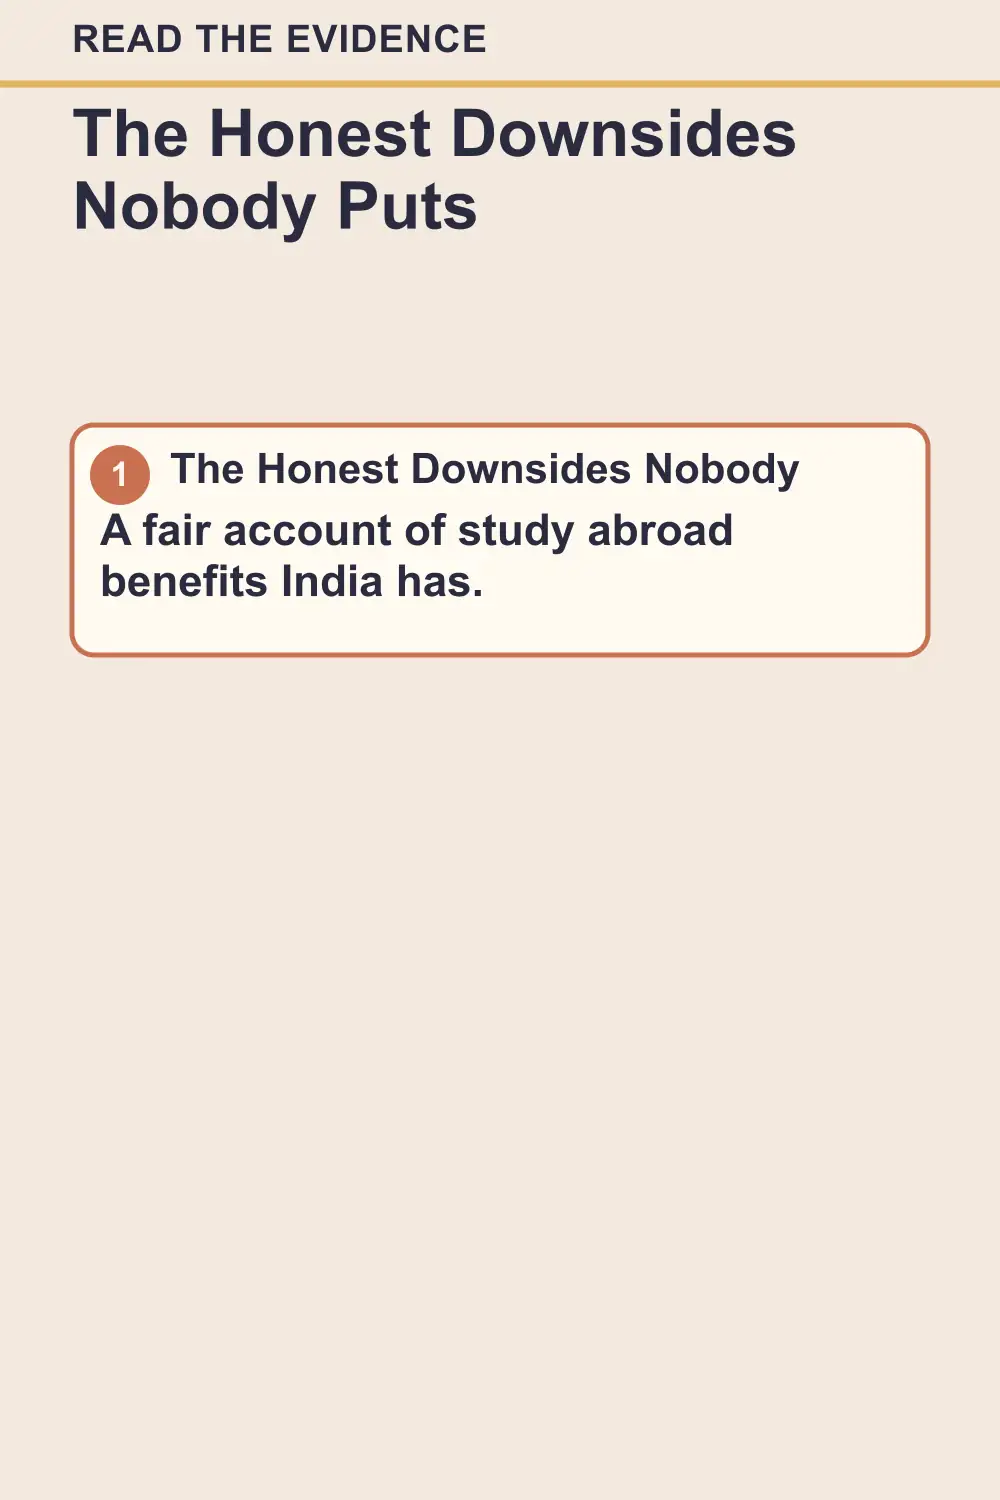 READ THE EVIDENCE
The Honest Downsides
Nobody Puts
1 The Honest Downsides Nobody
A fair account of study abroad
benefits India has.